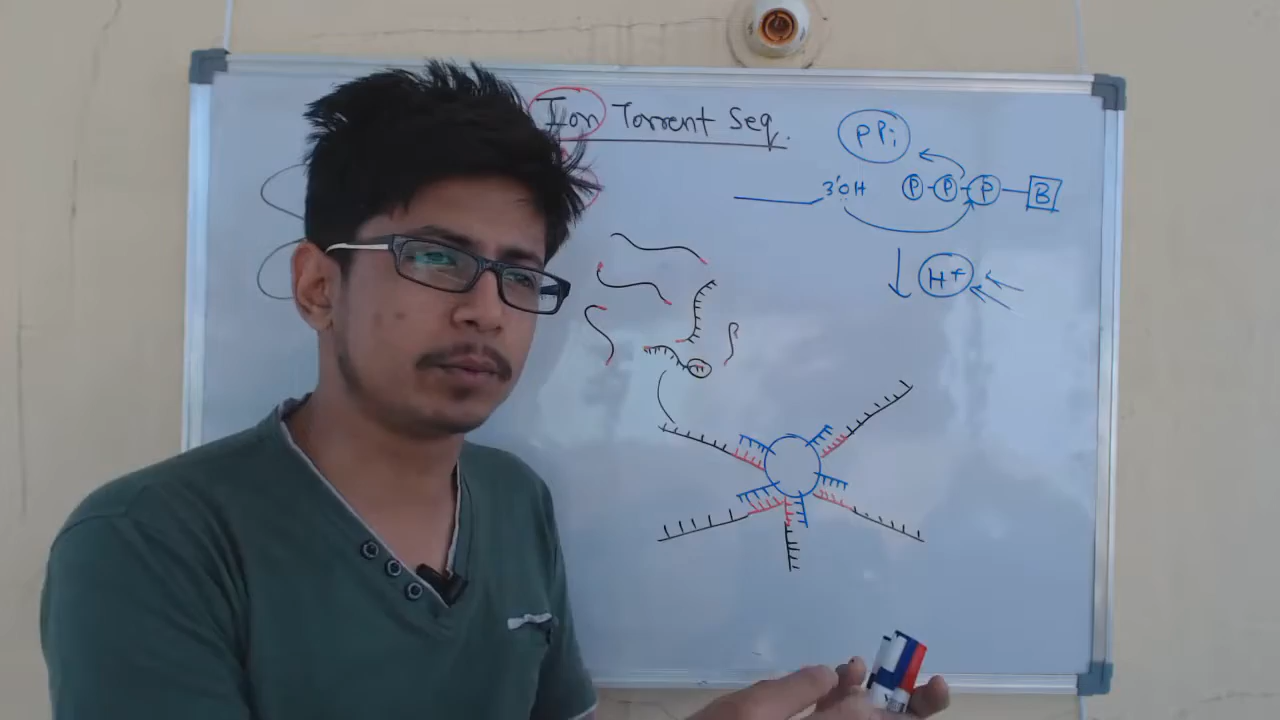 Ion Torrent Seq.
PPi
3'OH P-P-P-B
↓ H+